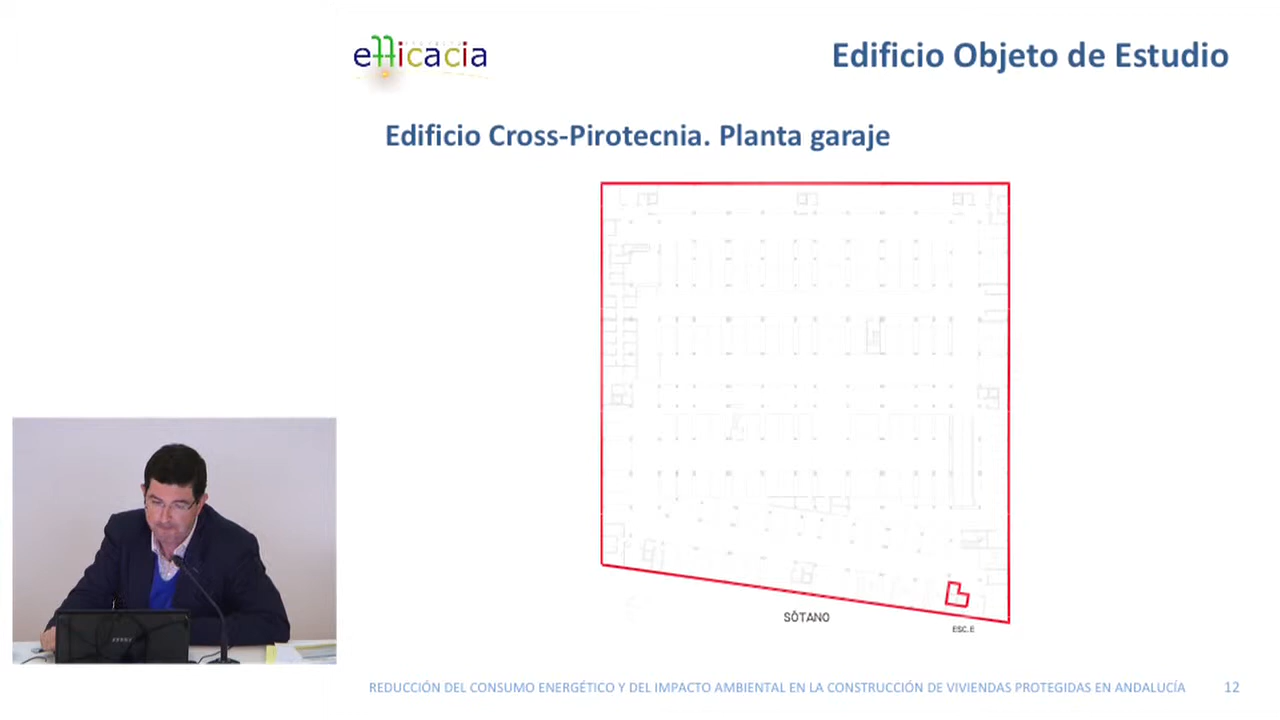 efficacia
Edificio Objeto de Estudio
Edificio Cross-Pirotecnia. Planta garaje
SÓTANO
ESC. E
REDUCCIÓN DEL CONSUMO ENERGÉTICO Y DEL IMPACTO AMBIENTAL EN LA CONSTRUCCIÓN DE VIVIENDAS PROTEGIDAS EN ANDALUCÍA 12